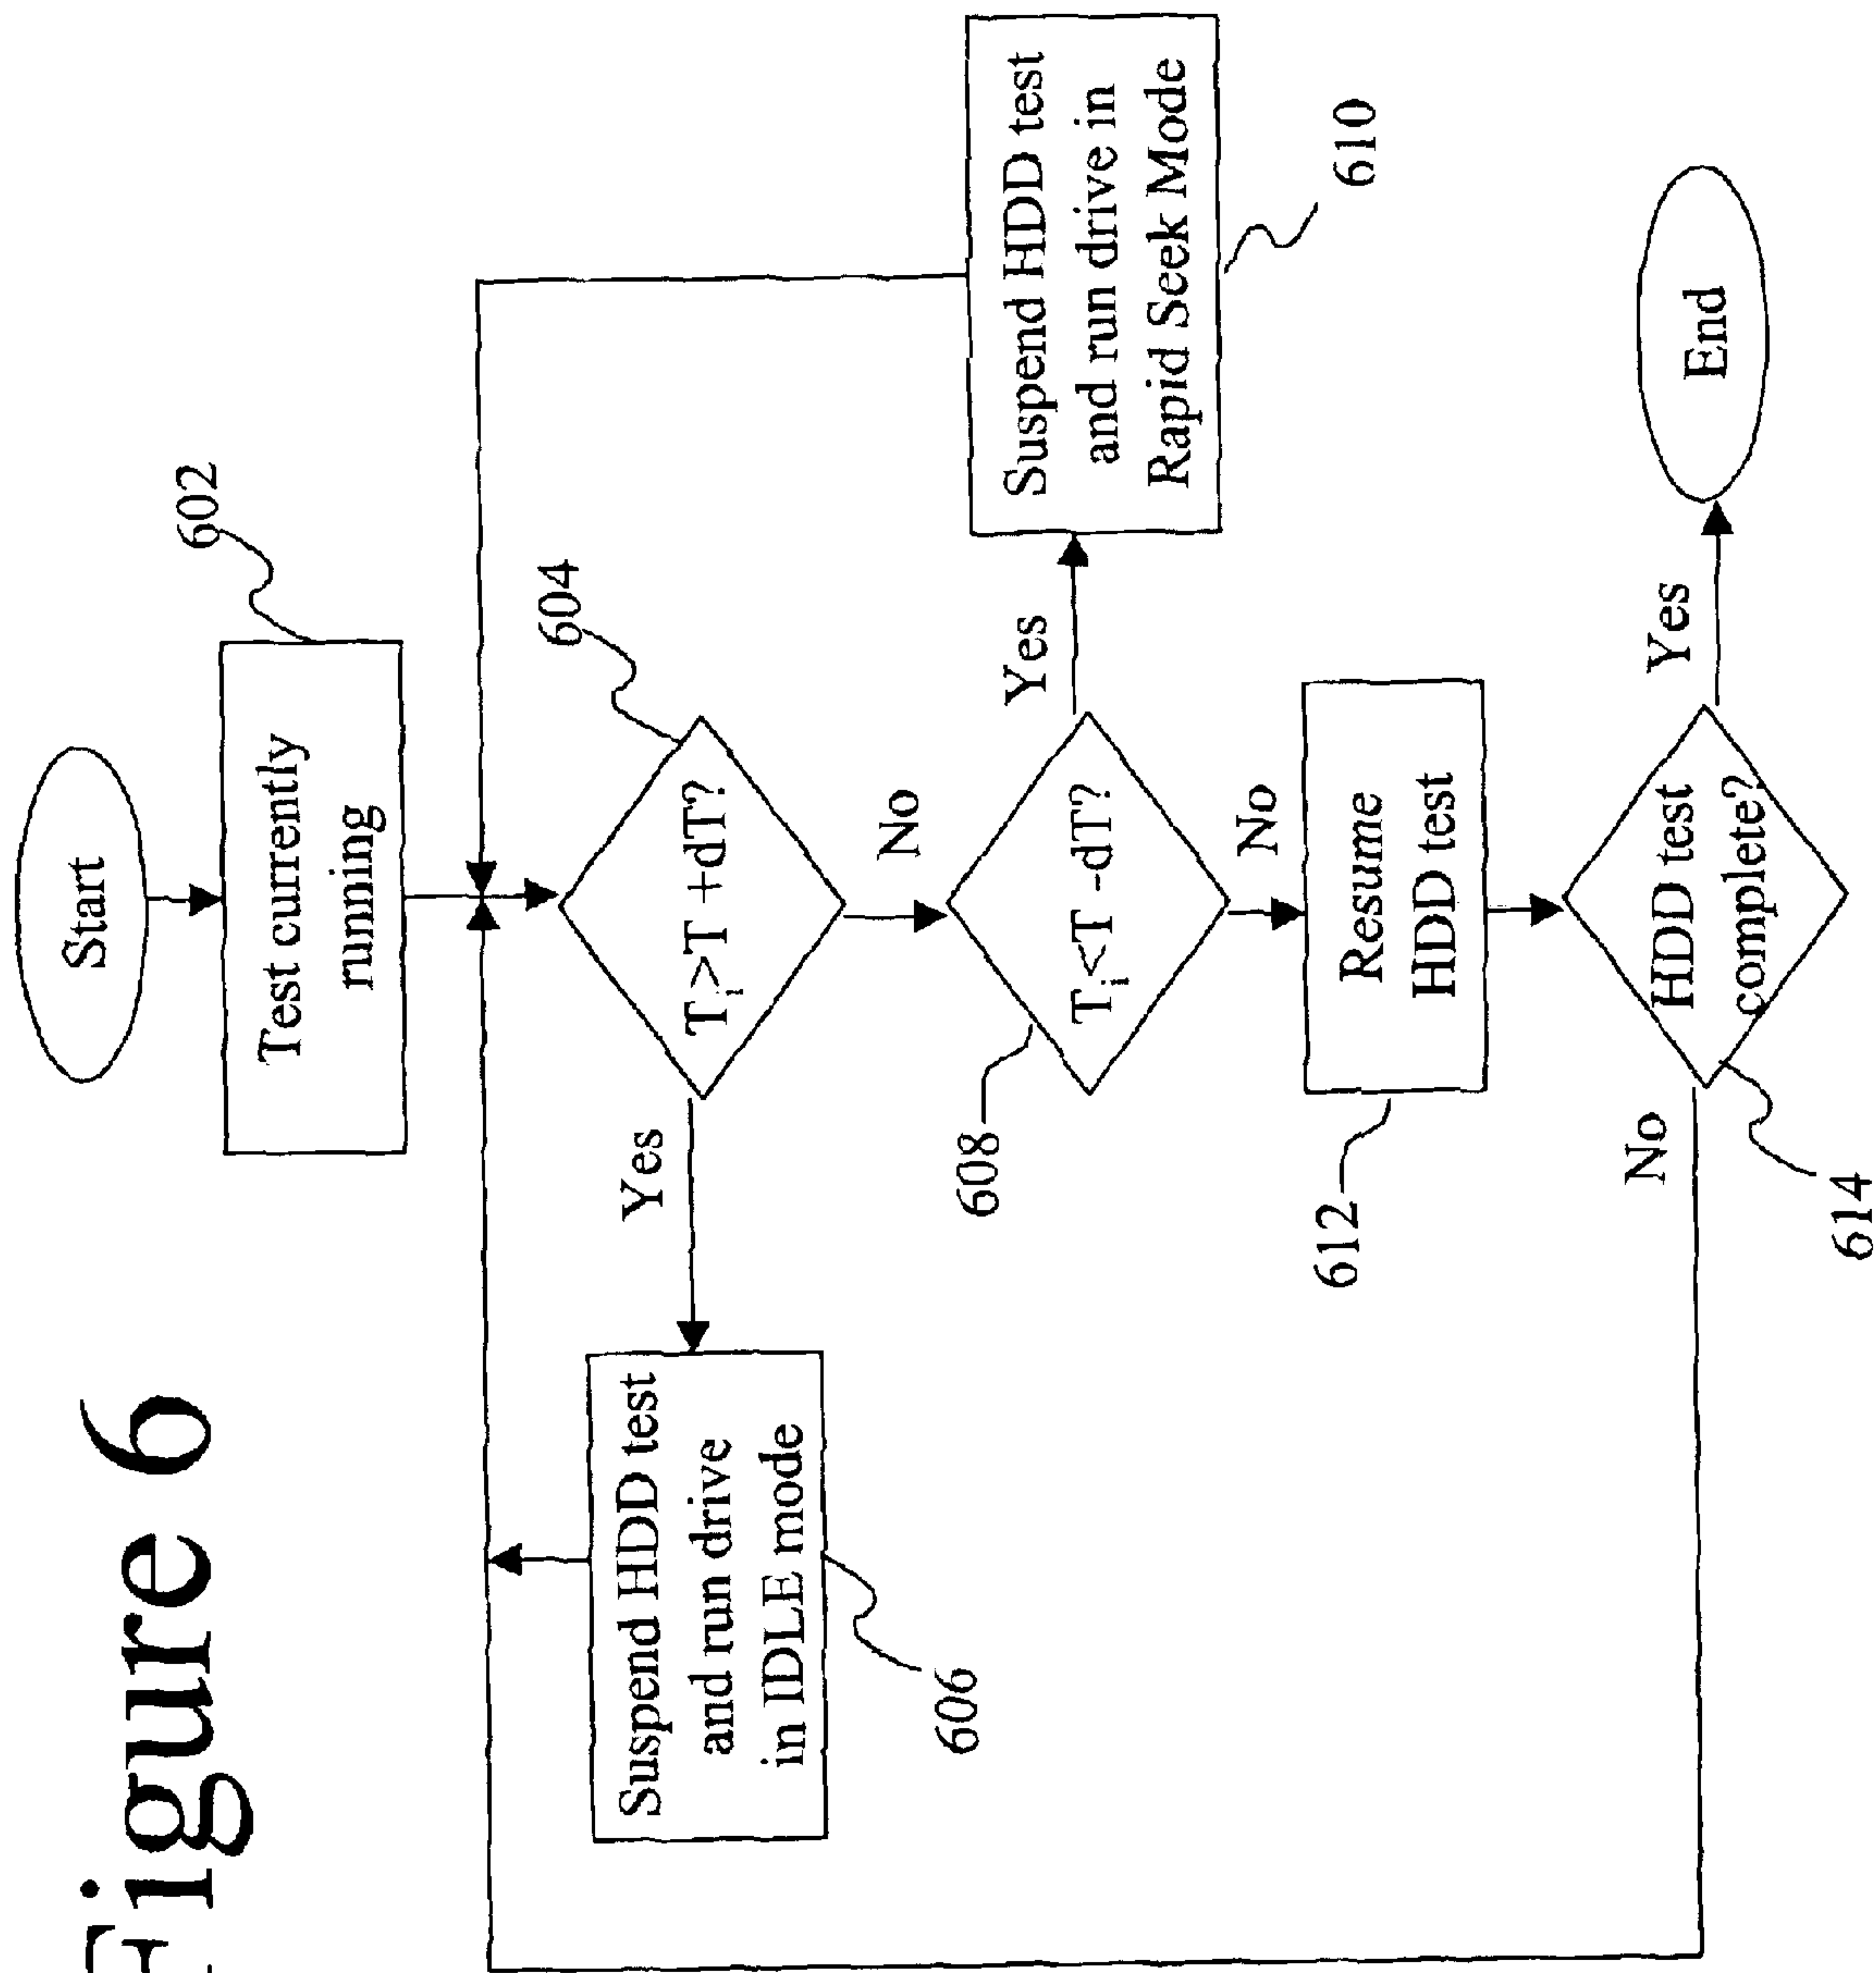 Figure 6
Start
602
Test currently
running
604
Ti>T +dT?
Yes
No
Suspend HDD test
and run drive
in IDLE mode
606
608
Ti<T -dT?
Yes
No
Suspend HDD test
and run drive in
Rapid Seek Mode
610
612
Resume
HDD test
HDD test
complete?
No
Yes
614
End